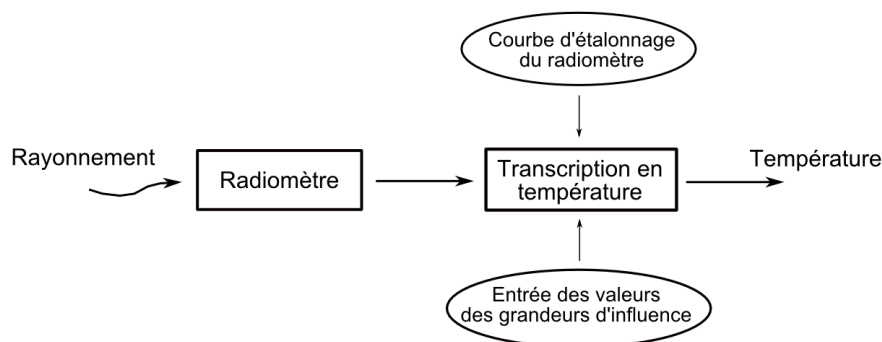 Courbe d'étalonnage
du radiomètre
Rayonnement
Radiomètre
Transcription en
température
Température
Entrée des valeurs
des grandeurs d'influence